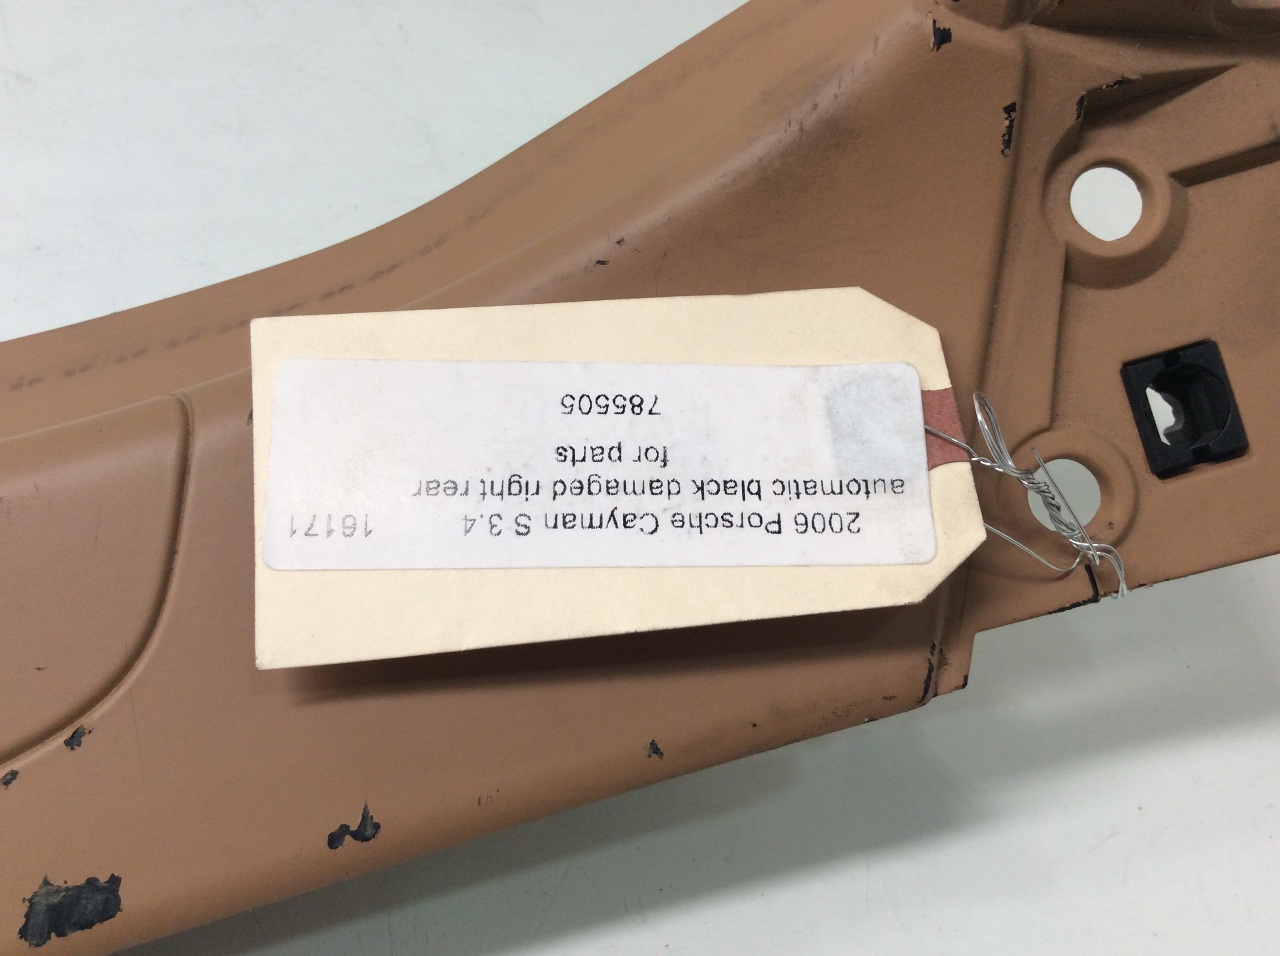 2006 Porsche Cayman S 3.4 16171
automatic black damaged right rear
for parts
785505